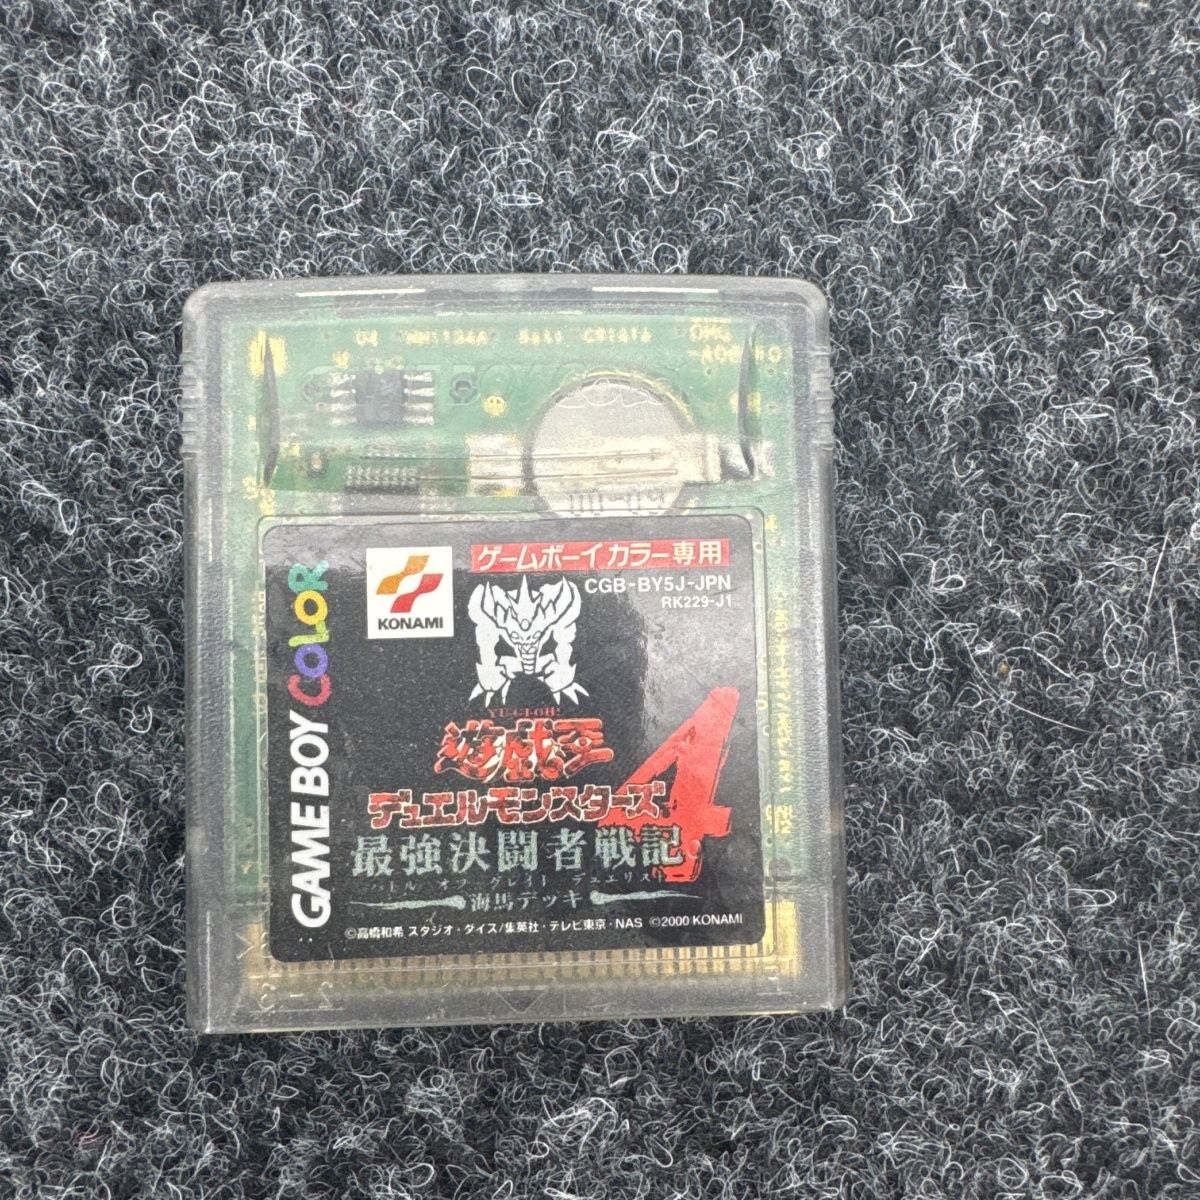 GAME BOY COLOR
KONAMI
ゲームボーイカラー専用
CGB-BY5J-JPN
RK229-J1
YU-GI-OH!
遊戯王
デュエルモンスターズ4
最強決闘者戦記
バトル オブ グレイト デュエリスト
海馬デッキ
©高橋和希 スタジオ・ダイス/集英社・テレビ東京・NAS ©2000 KONAMI